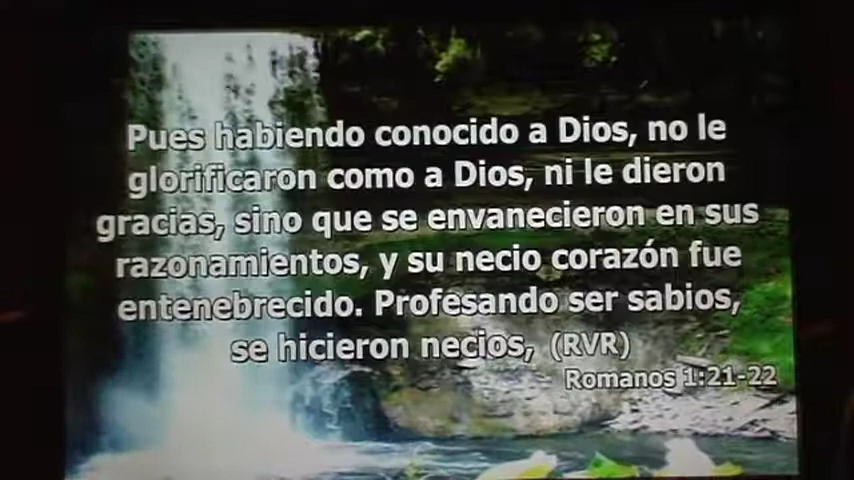 Pues habiendo conocido a Dios, no le
glorificaron como a Dios, ni le dieron
gracias, sino que se envanecieron en sus
razonamientos, y su necio corazón fue
entenebrecido. Profesando ser sabios,
se hicieron necios, (RVR)
Romanos 1:21-22